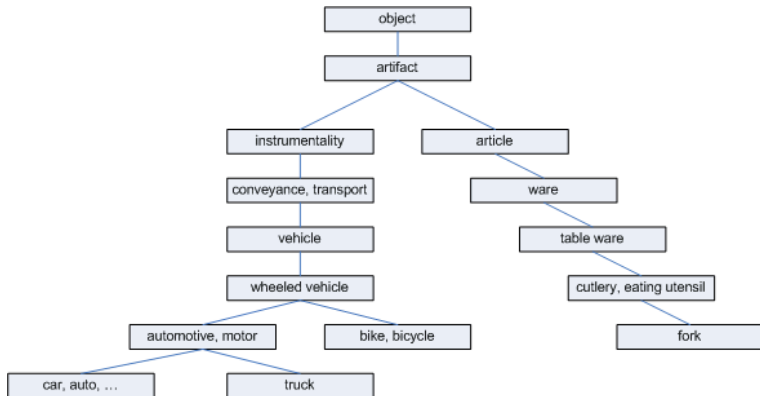 object
artifact
instrumentality
article
conveyance, transport
ware
vehicle
table ware
wheeled vehicle
cutlery, eating utensil
automotive, motor
bike, bicycle
fork
car, auto, …
truck